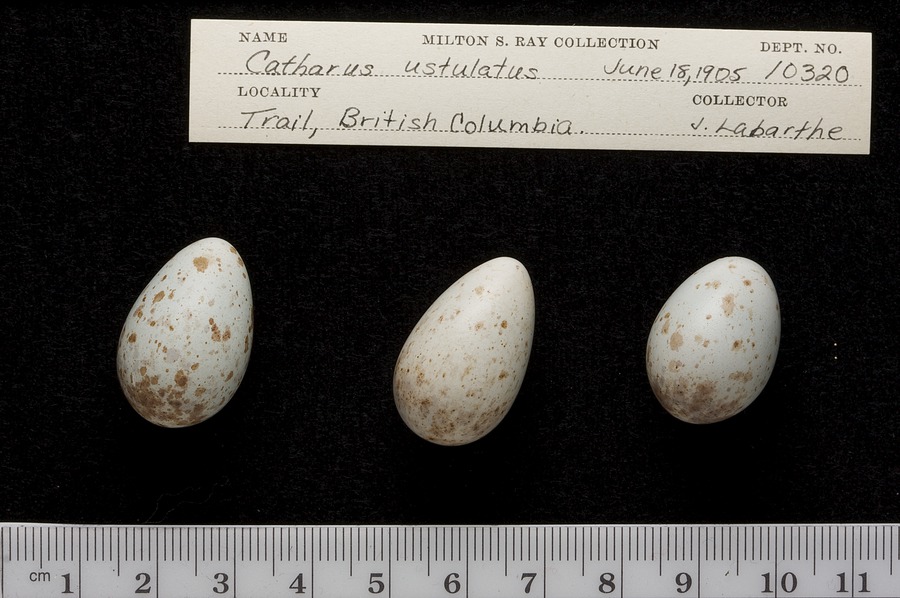 NAME MILTON S. RAY COLLECTION DEPT. NO.
Catharus ustulatus June 18, 1905 10320
LOCALITY COLLECTOR
Trail, British Columbia. J. Labarthe
cm 1 2 3 4 5 6 7 8 9 10 11